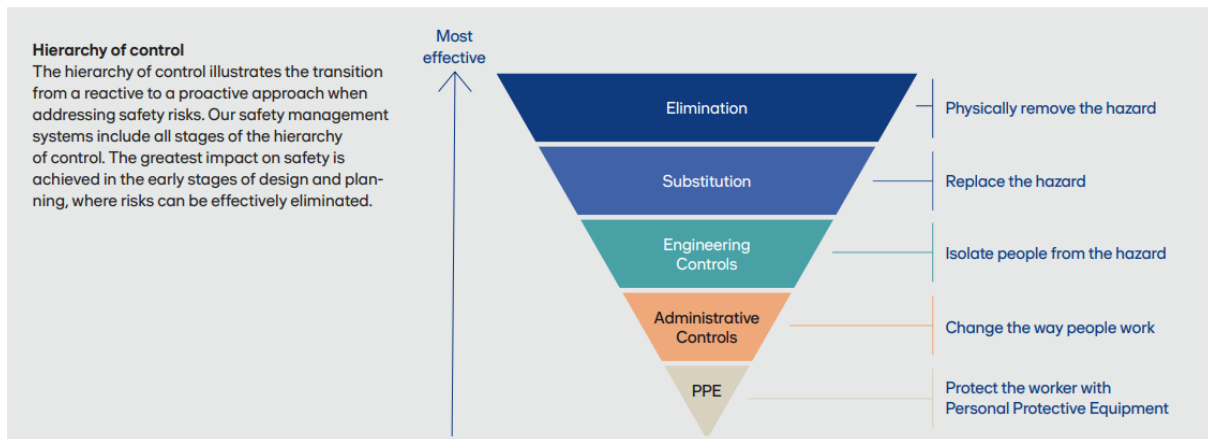 Hierarchy of control
The hierarchy of control illustrates the transition
from a reactive to a proactive approach when
addressing safety risks. Our safety management
systems include all stages of the hierarchy
of control. The greatest impact on safety is
achieved in the early stages of design and plan-
ning, where risks can be effectively eliminated.
Most
effective
Elimination
Physically remove the hazard
Substitution
Replace the hazard
Engineering
Controls
Isolate people from the hazard
Administrative
Controls
Change the way people work
PPE
Protect the worker with
Personal Protective Equipment